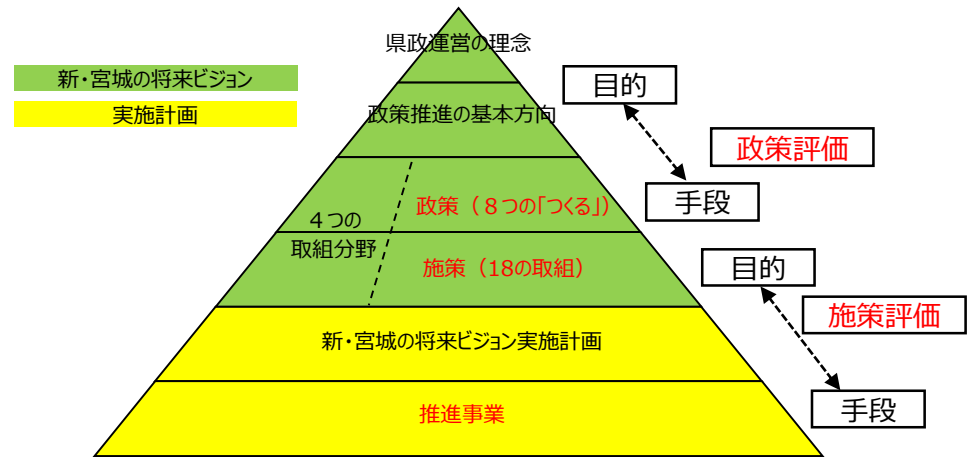 県政運営の理念
新・宮城の将来ビジョン
実施計画
政策推進の基本方向
目的
政策評価
手段
4つの
取組分野
政策（8つの「つくる」）
施策（18の取組）
目的
施策評価
手段
新・宮城の将来ビジョン実施計画
推進事業